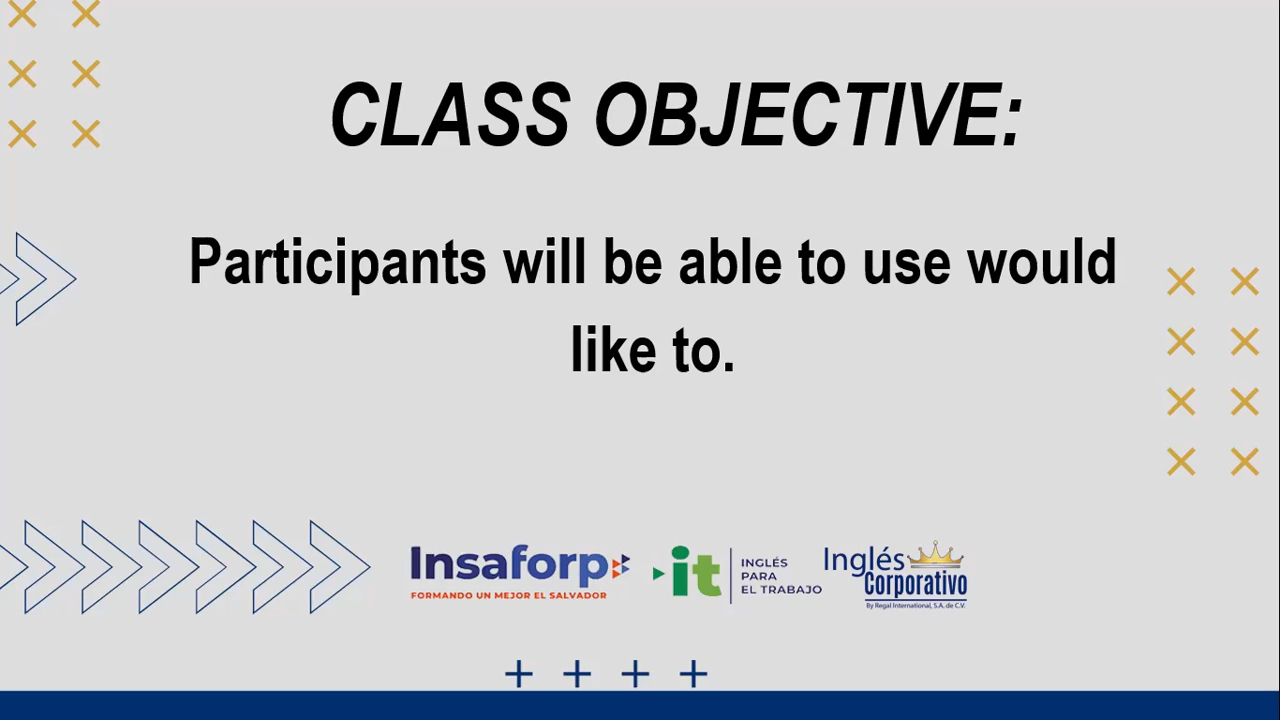 CLASS OBJECTIVE:
Participants will be able to use would
like to.
Insaforp
FORMANDO UN MEJOR EL SALVADOR
it
INGLÉS
PARA
EL TRABAJO
Inglés
Corporativo
By Regal International, S.A. de C.V.